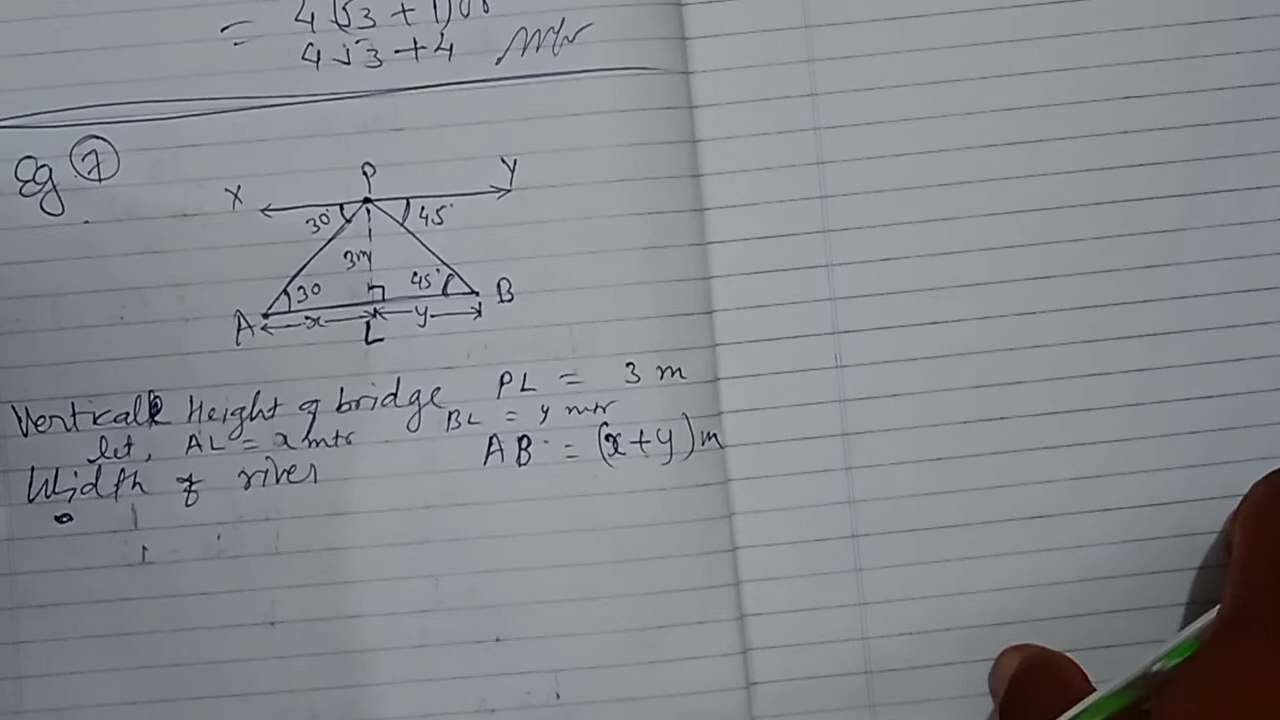 = 4(√3 + 1)
4√3 + 4
Eg 7
P
X Y
30° 45°
3m
30 45°
A B
x y
L
Vertical Height of bridge PL = 3 m
let, AL = x mtr BL = y mtr
Width of river AB = (x+y)m